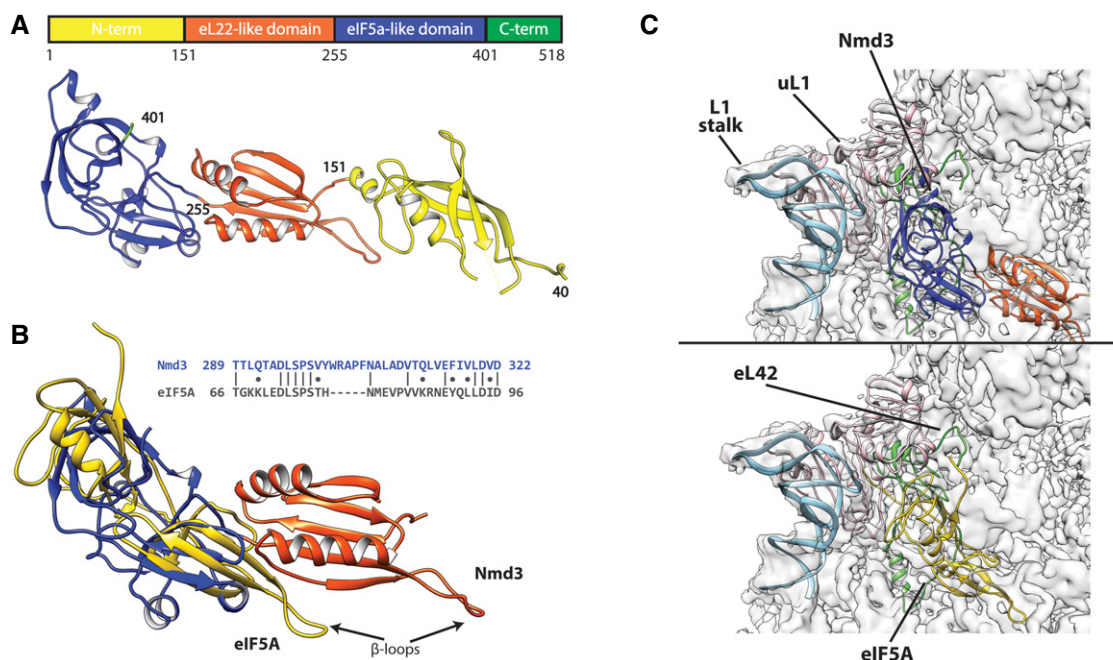 A
N-term eL22-like domain eIF5a-like domain C-term
1 151 255 401 518
401
151
255
40
B
Nmd3 289 TTLQTADLSPSVYYWRAPFNALADVTQLVEFIVLDVD 322
eIF5A 66 TGKKLEDLSPSTH-----NMEVPVVKRNEYQLLDID 96
Nmd3
eIF5A
β-loops
C
Nmd3
uL1
L1
stalk
eL42
eIF5A